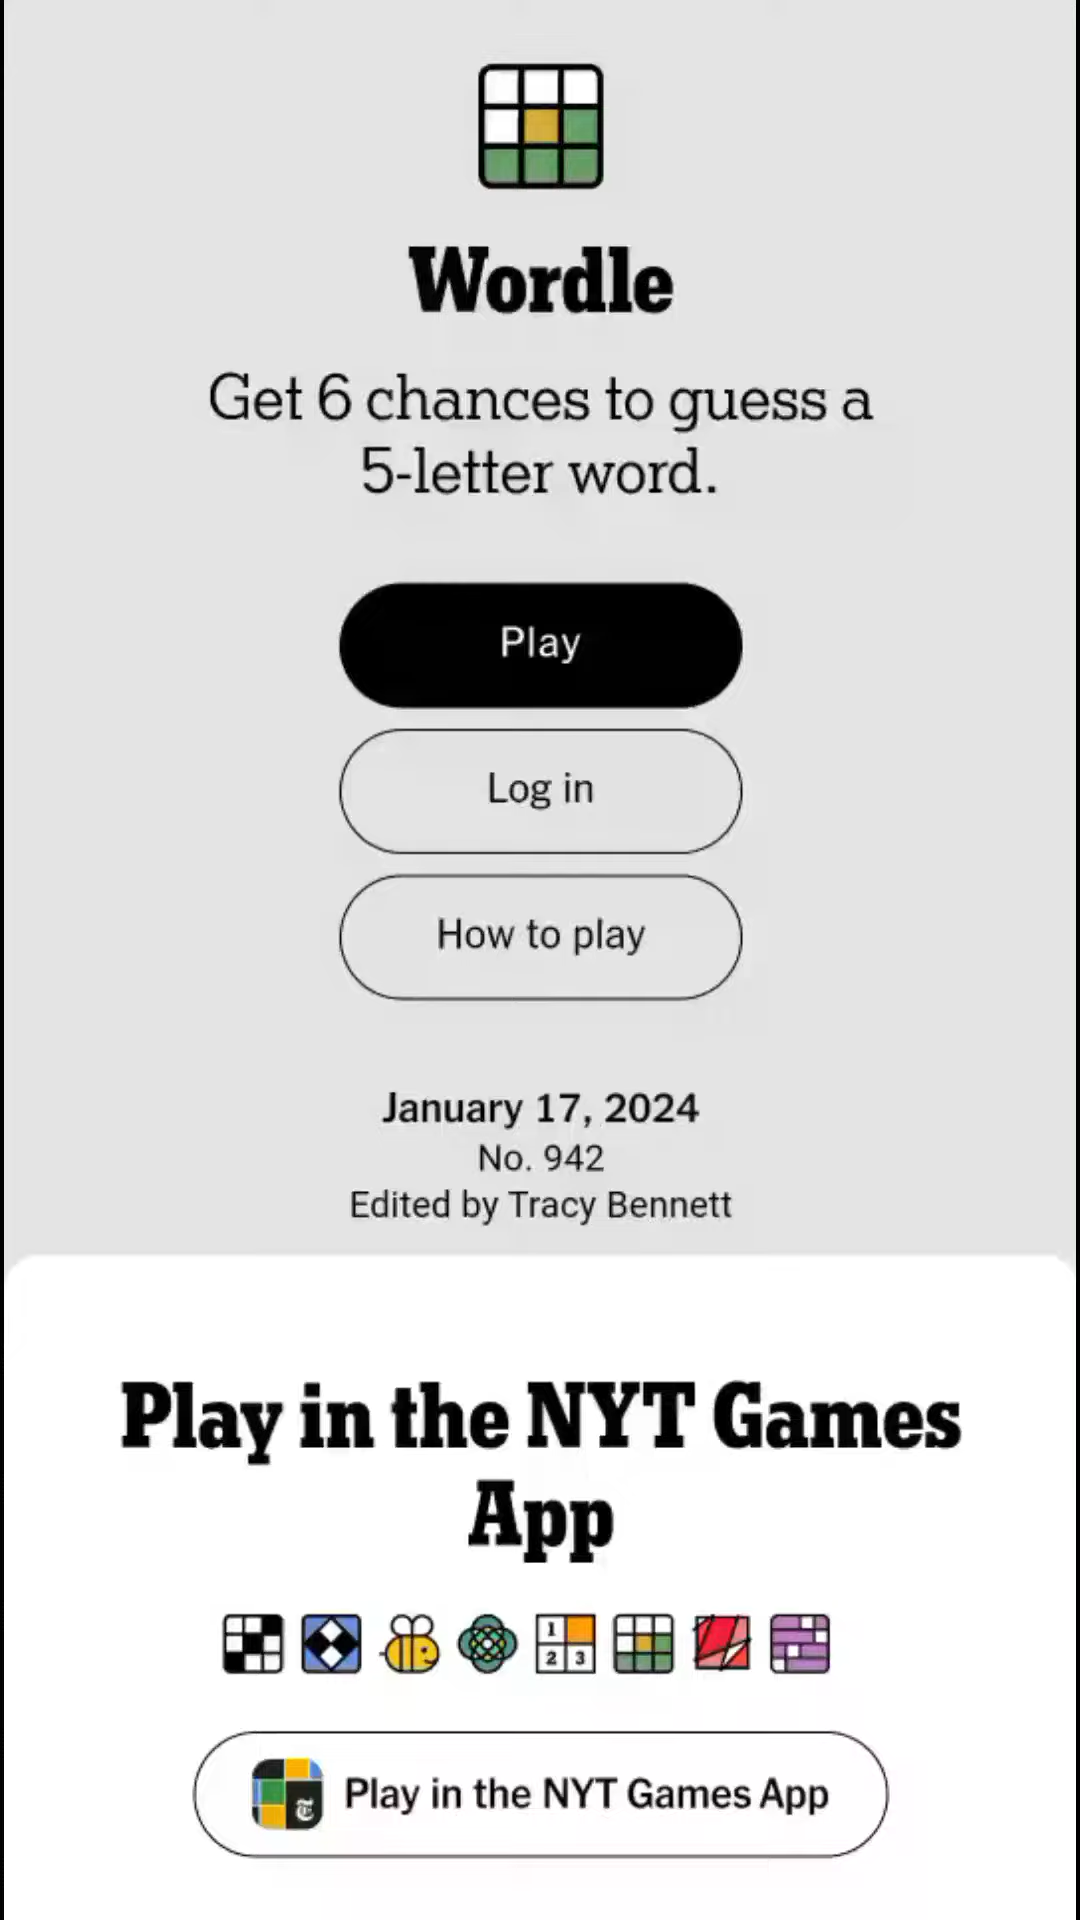 Wordle
Get 6 chances to guess a
5-letter word.
Play
Log in
How to play
January 17, 2024
No. 942
Edited by Tracy Bennett
Play in the NYT Games
App
1
2 3
Play in the NYT Games App